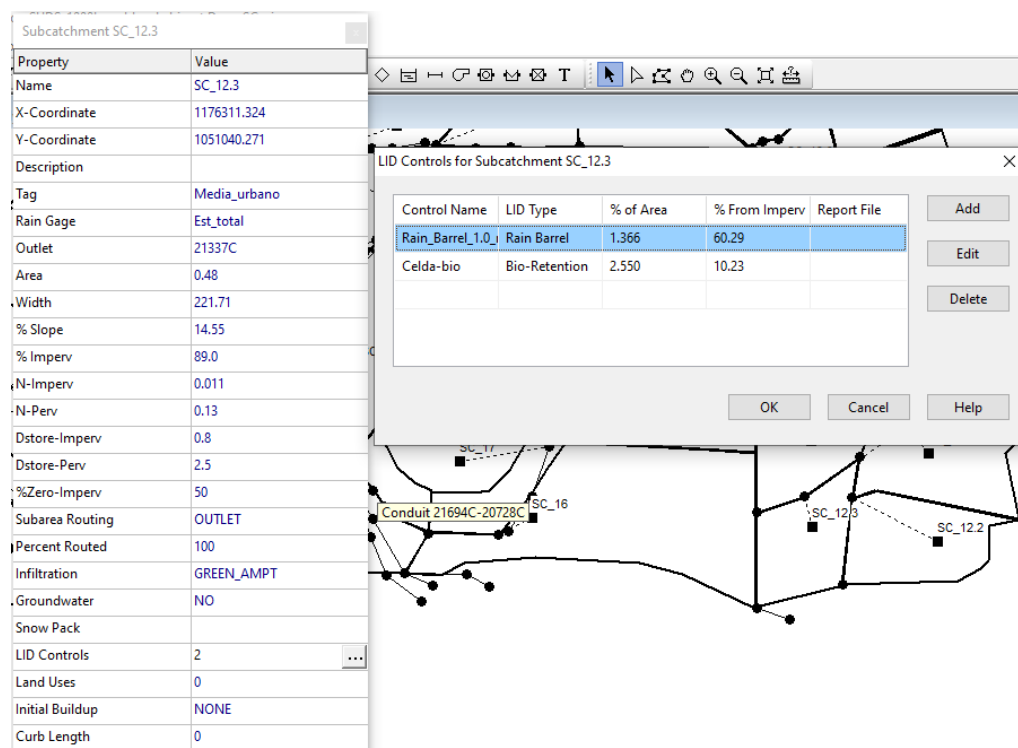 Subcatchment SC_12.3
Property Value
Name SC_12.3
X-Coordinate 1176311.324
Y-Coordinate 1051040.271
Description
Tag Media_urbano
Rain Gage Est_total
Outlet 21337C
Area 0.48
Width 221.71
% Slope 14.55
% Imperv 89.0
N-Imperv 0.011
N-Perv 0.13
Dstore-Imperv 0.8
Dstore-Perv 2.5
%Zero-Imperv 50
Subarea Routing OUTLET
Percent Routed 100
Infiltration GREEN_AMPT
Groundwater NO
Snow Pack
LID Controls 2 ...
Land Uses 0
Initial Buildup NONE
Curb Length 0
T
LID Controls for Subcatchment SC_12.3
Control Name LID Type % of Area % From Imperv Report File
Rain_Barrel_1.0_ Rain Barrel 1.366 60.29
Celda-bio Bio-Retention 2.550 10.23
Add
Edit
Delete
OK Cancel Help
SC_17
Conduit 21694C-20728C
SC_16
SC_12.3
SC_12.2